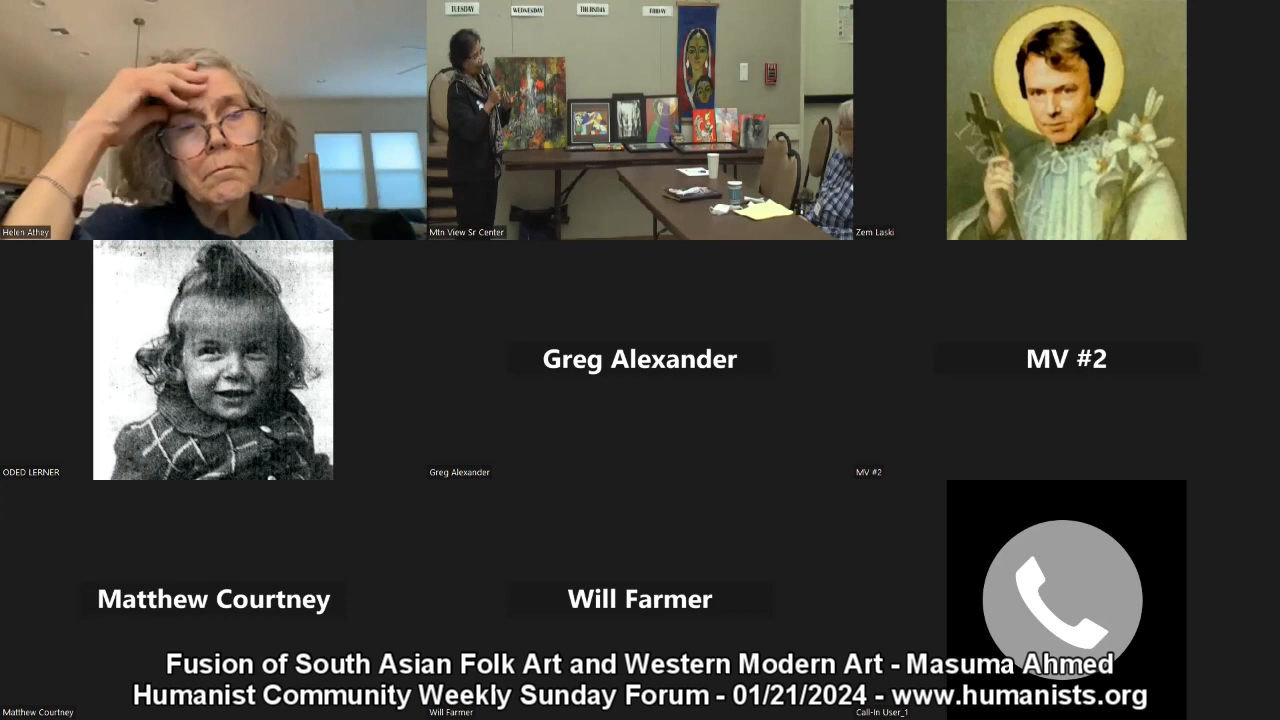 TUESDAY
WEDNESDAY
THURSDAY
FRIDAY
Helen Athey
Mtn View Sr Center
Zem Laski
Greg Alexander
MV #2
ODED LERNER
Greg Alexander
MV #2
Matthew Courtney
Will Farmer
Fusion of South Asian Folk Art and Western Modern Art - Masuma Ahmed
Humanist Community Weekly Sunday Forum - 01/21/2024 - www.humanists.org
Matthew Courtney
Will Farmer
Call-In User_1